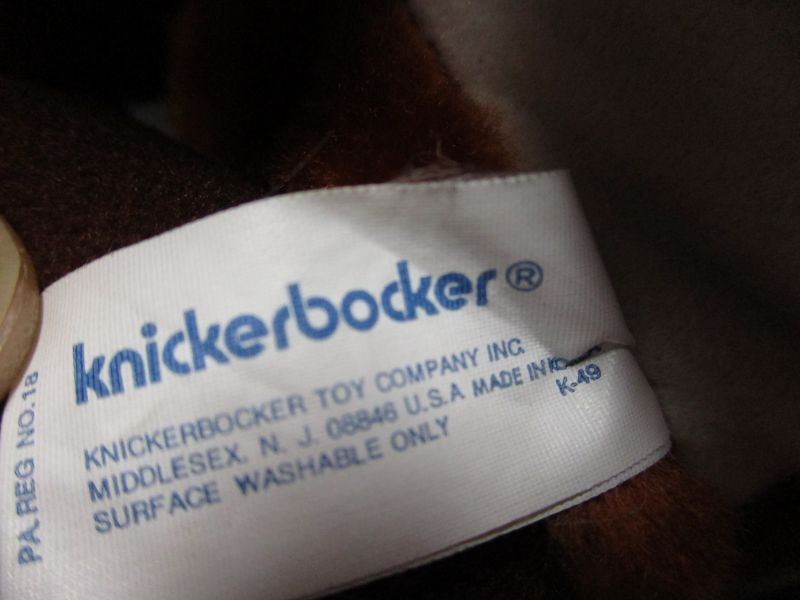 knickerbocker®
KNICKERBOCKER TOY COMPANY INC.
MIDDLESEX, N. J. 08846 U.S.A MADE IN
K-49
SURFACE WASHABLE ONLY
PA. REG NO. 18